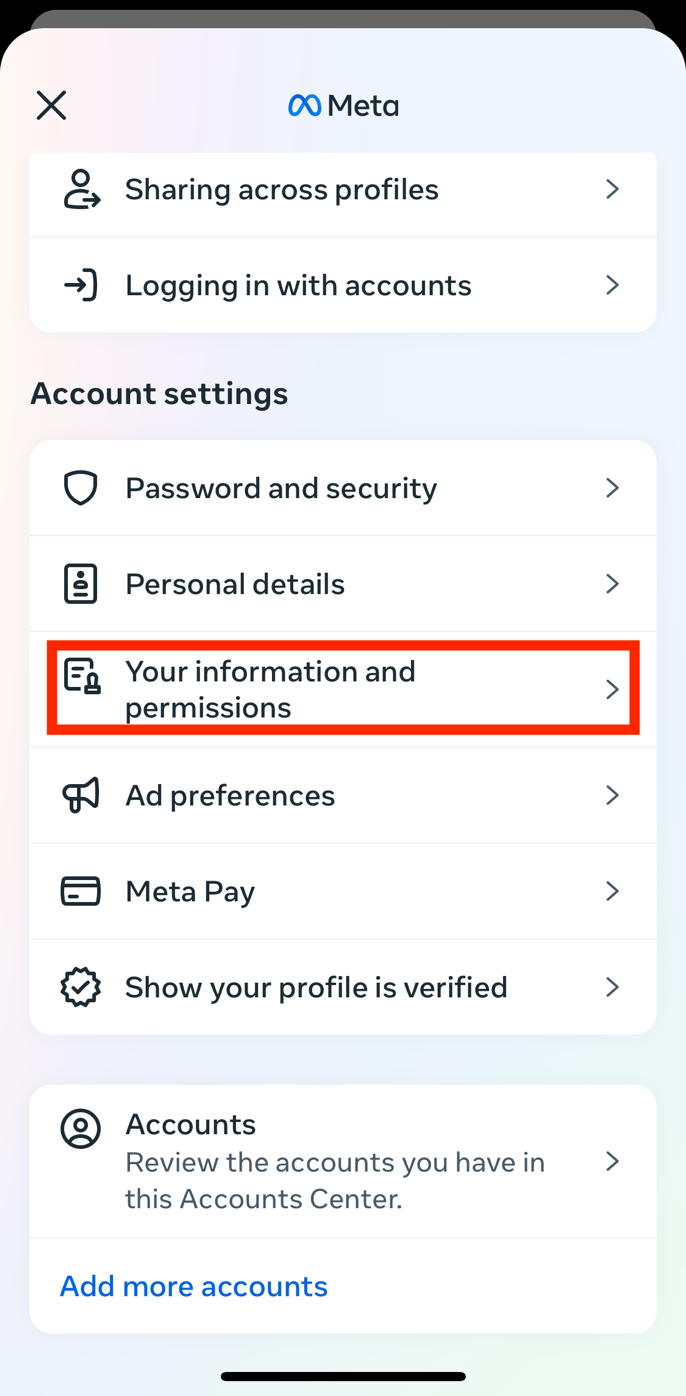 Meta
Sharing across profiles
Logging in with accounts
Account settings
Password and security
Personal details
Your information and
permissions
Ad preferences
Meta Pay
Show your profile is verified
Accounts
Review the accounts you have in
this Accounts Center.
Add more accounts